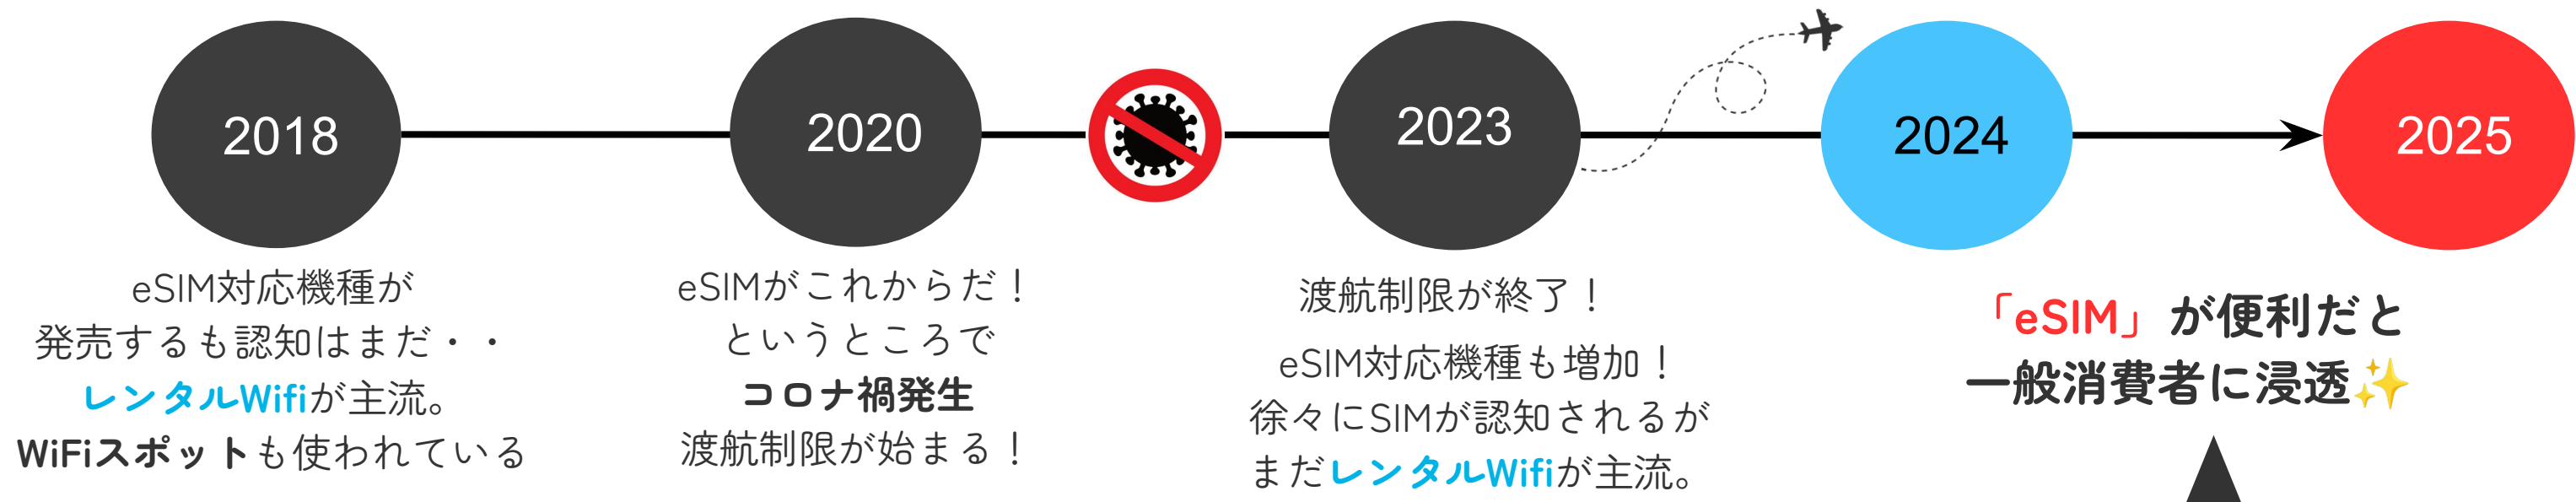 2018
2020
2023
2024
2025
eSIM対応機種が
発売するも認知はまだ・・
レンタルWifiが主流。
WiFiスポットも使われている
eSIMがこれからだ！
というところで
コロナ禍発生
渡航制限が始まる！
渡航制限が終了！
eSIM対応機種も増加！
徐々にSIMが認知されるが
まだレンタルWifiが主流。
「eSIM」が便利だと
一般消費者に浸透✨